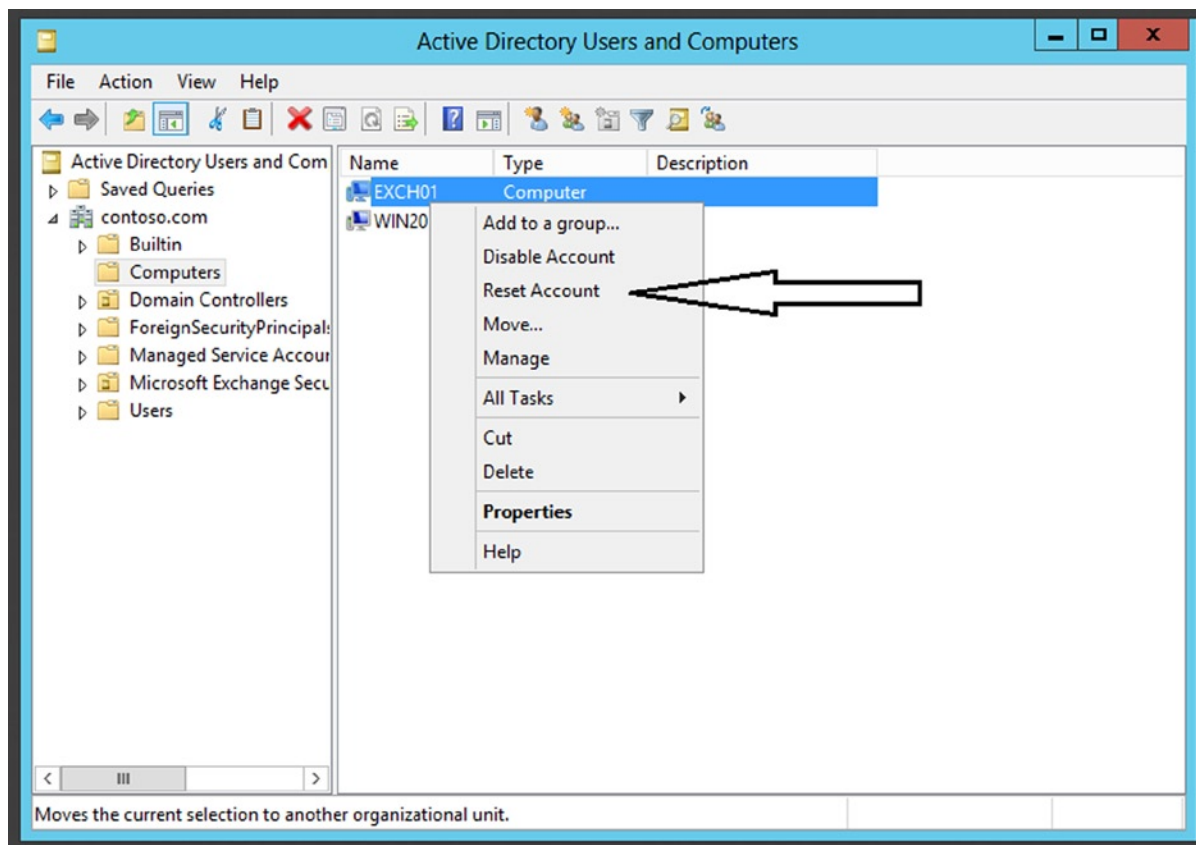 Active Directory Users and Computers
File Action View Help
Active Directory Users and Com
Saved Queries
contoso.com
Builtin
Computers
Domain Controllers
ForeignSecurityPrincipals
Managed Service Accour
Microsoft Exchange Secu
Users
Name Type Description
EXCH01 Computer
WIN20
Add to a group...
Disable Account
Reset Account
Move...
Manage
All Tasks
Cut
Delete
Properties
Help
Moves the current selection to another organizational unit.